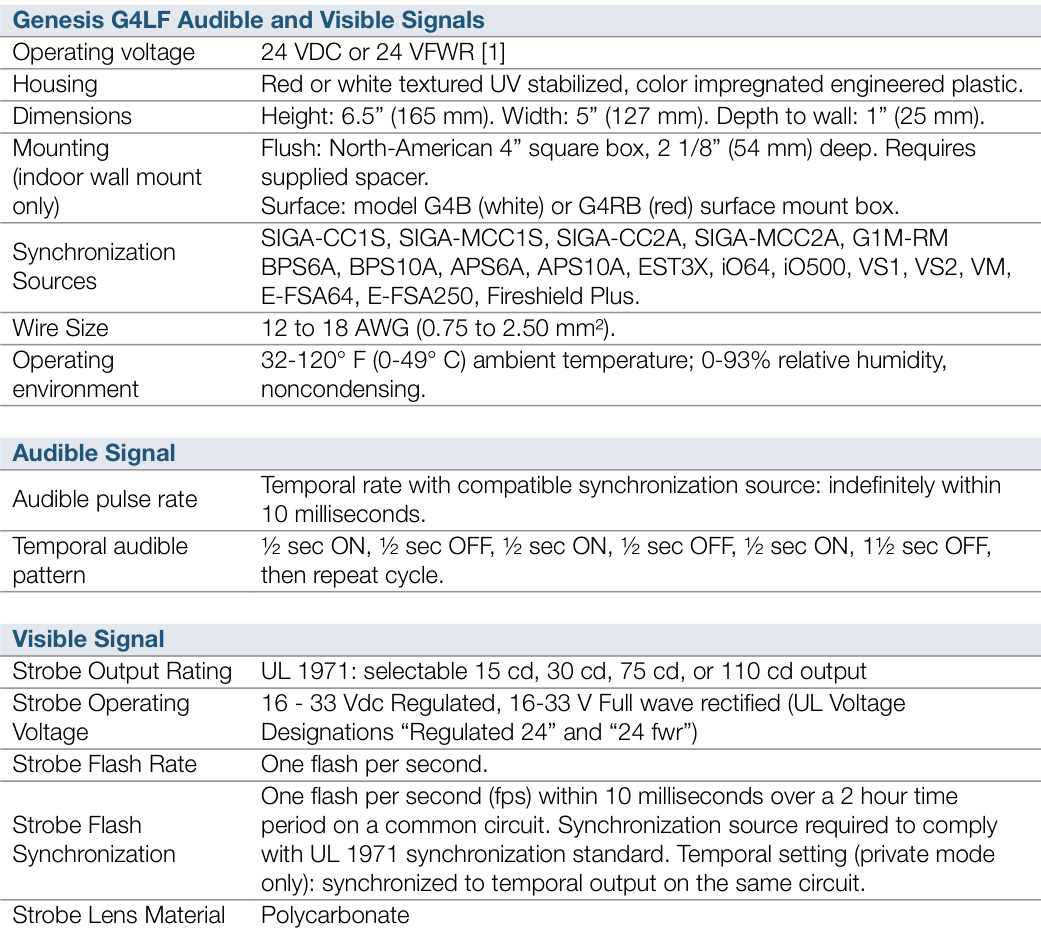 Genesis G4LF Audible and Visible Signals
Operating voltage 24 VDC or 24 VFWR [1]
Housing Red or white textured UV stabilized, color impregnated engineered plastic.
Dimensions Height: 6.5” (165 mm). Width: 5” (127 mm). Depth to wall: 1” (25 mm).
Mounting
(indoor wall mount
only)
Flush: North-American 4” square box, 2 1/8” (54 mm) deep. Requires
supplied spacer.
Surface: model G4B (white) or G4RB (red) surface mount box.
Synchronization
Sources
SIGA-CC1S, SIGA-MCC1S, SIGA-CC2A, SIGA-MCC2A, G1M-RM
BPS6A, BPS10A, APS6A, APS10A, EST3X, iO64, iO500, VS1, VS2, VM,
E-FSA64, E-FSA250, Fireshield Plus.
Wire Size 12 to 18 AWG (0.75 to 2.50 mm²).
Operating
environment
32-120° F (0-49° C) ambient temperature; 0-93% relative humidity,
noncondensing.
Audible Signal
Audible pulse rate
Temporal rate with compatible synchronization source: indefinitely within
10 milliseconds.
Temporal audible
pattern
½ sec ON, ½ sec OFF, ½ sec ON, ½ sec OFF, ½ sec ON, 1½ sec OFF,
then repeat cycle.
Visible Signal
Strobe Output Rating UL 1971: selectable 15 cd, 30 cd, 75 cd, or 110 cd output
Strobe Operating
Voltage
16 - 33 Vdc Regulated, 16-33 V Full wave rectified (UL Voltage
Designations “Regulated 24” and “24 fwr”)
Strobe Flash Rate One flash per second.
Strobe Flash
Synchronization
One flash per second (fps) within 10 milliseconds over a 2 hour time
period on a common circuit. Synchronization source required to comply
with UL 1971 synchronization standard. Temporal setting (private mode
only): synchronized to temporal output on the same circuit.
Strobe Lens Material Polycarbonate